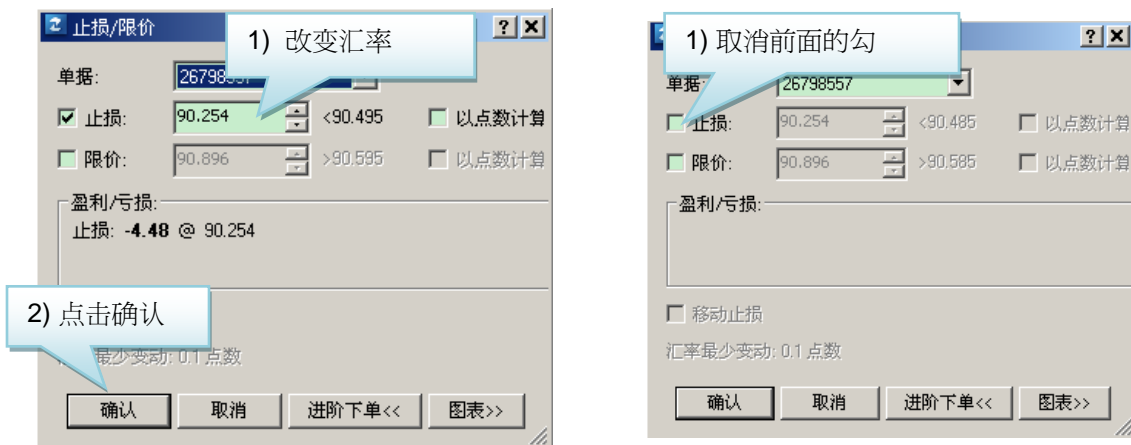 止损/限价
1) 改变汇率
单据:
止损: 90.254 <90.495 以点数计算
限价: 90.896 >90.595 以点数计算
盈利/亏损:
止损: -4.48 @ 90.254
2) 点击确认
最少变动: 0.1 点数
确认 取消 进阶下单<< 图表>>
1) 取消前面的勾
单据: 26798557
止损: 90.254 <90.485 以点数计算
限价: 90.896 >90.585 以点数计算
盈利/亏损:
移动止损
汇率最少变动: 0.1 点数
确认 取消 进阶下单<< 图表>>